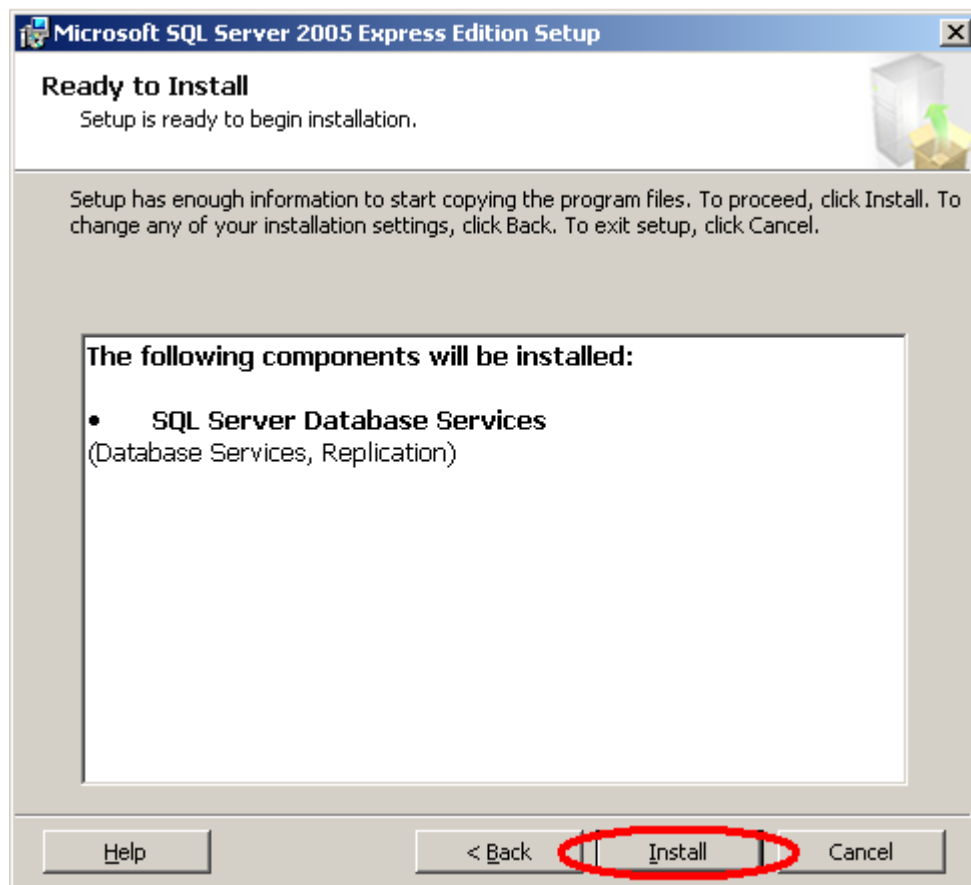 Microsoft SQL Server 2005 Express Edition Setup
Ready to Install
Setup is ready to begin installation.
Setup has enough information to start copying the program files. To proceed, click Install. To
change any of your installation settings, click Back. To exit setup, click Cancel.
The following components will be installed:
• SQL Server Database Services
(Database Services, Replication)
Help
< Back
Install
Cancel